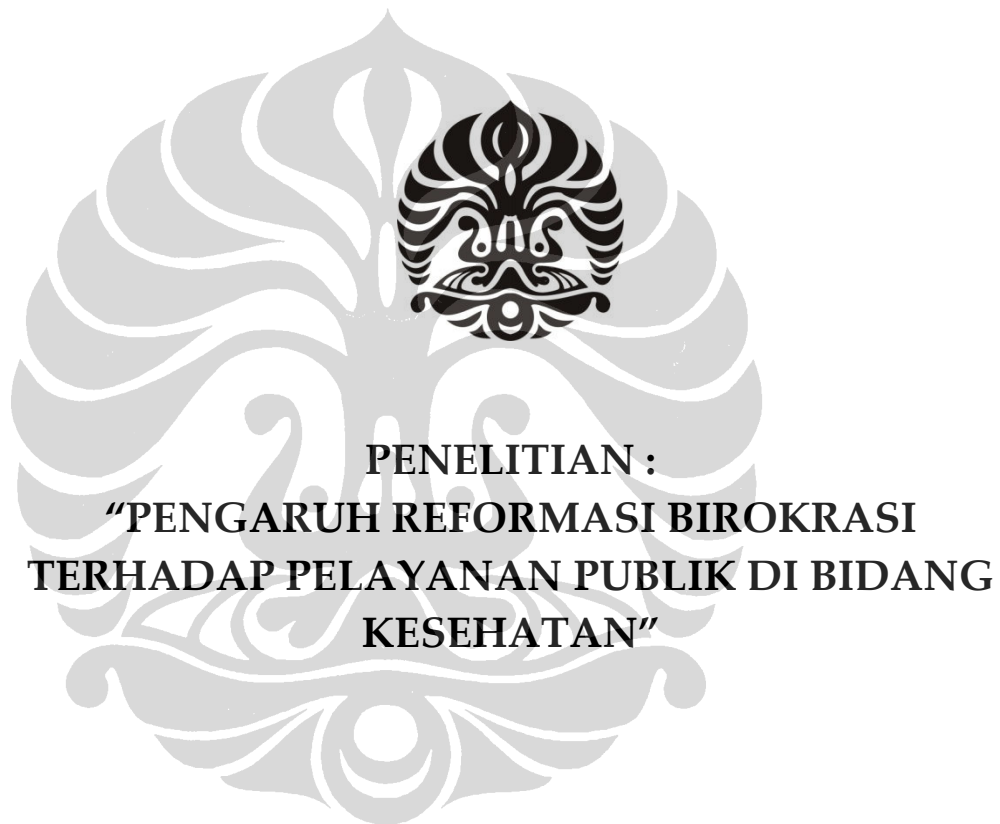 PENELITIAN :
“PENGARUH REFORMASI BIROKRASI
TERHADAP PELAYANAN PUBLIK DI BIDANG
KESEHATAN”